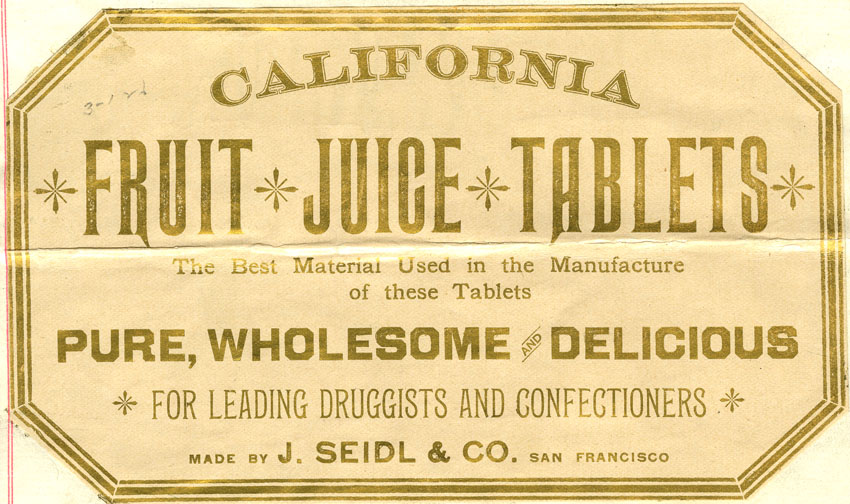 CALIFORNIA
FRUIT JUICE TABLETS
The Best Material Used in the Manufacture
of these Tablets
PURE, WHOLESOME AND DELICIOUS
FOR LEADING DRUGGISTS AND CONFECTIONERS
MADE BY J. SEIDL & CO. SAN FRANCISCO